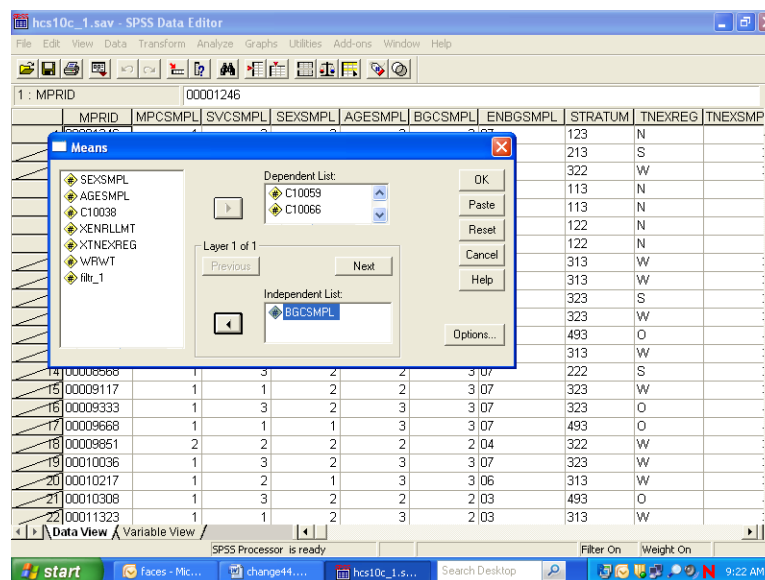 hcs10c_1.sav - SPSS Data Editor
File Edit View Data Transform Analyze Graphs Utilities Add-ons Window Help
1 : MPRID 00001246
MPRID MPCSMPL SVCSMPL SEXSMPL AGESMPL BGCSMPL ENBGSMPL STRATUM TNEXREG TNEXSMP
123 N
213 S
322 W
113 N
113 N
122 N
122 N
313 W
313 W
323 S
323 W
493 O
313 W
Means
SEXSMPL
AGESMPL
C10038
XENRLLMT
XTNEXREG
WRWT
filtr_1
Dependent List:
C10059
C10066
Layer 1 of 1
Previous Next
Independent List:
BGCSMPL
OK
Paste
Reset
Cancel
Help
Options...
14 00008568 1 3 2 2 3 07 222 S
15 00009117 1 1 2 2 3 07 323 W
16 00009333 1 3 2 3 3 07 323 O
17 00009668 1 1 1 3 3 07 493 O
18 00009851 2 2 2 2 2 04 322 W
19 00010036 1 3 2 3 3 07 323 W
20 00010217 1 2 1 3 3 06 313 W
21 00010308 1 3 2 2 2 03 493 O
22 00011323 1 1 2 3 2 03 313 W
Data View Variable View
SPSS Processor is ready Filter On Weight On
start faces - Mic... change44.... hcs10c_1.s... Search Desktop 9:22 AM